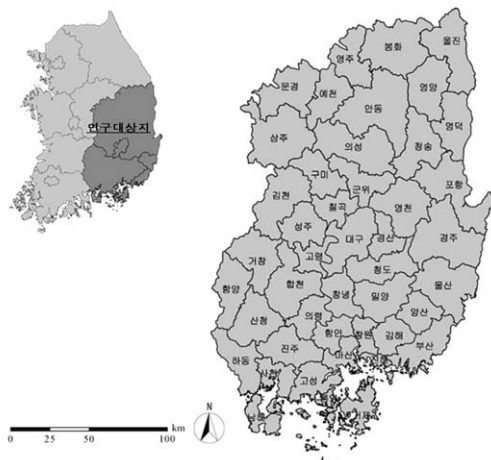 연구대상지
봉화
울진
영주
문경
예천
영양
안동
상주
의성
청송
영덕
구미
군위
포항
김천
칠곡
영천
성주
대구
경산
경주
고령
거창
청도
함양
합천
창녕
밀양
울산
산청
의령
양산
함안
창원
김해
진주
마산
부산
하동
사천
고성
거제
N
km
0 25 50 100